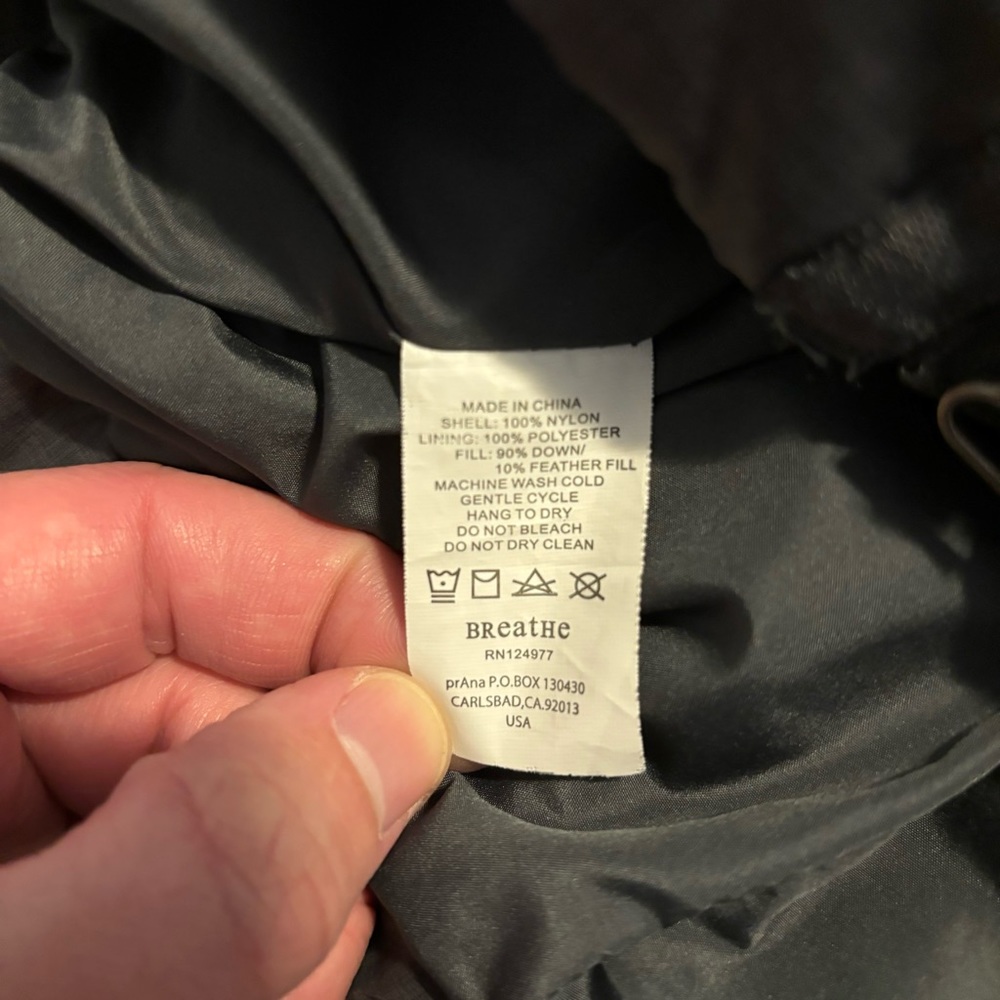 MADE IN CHINA
SHELL: 100% NYLON
LINING: 100% POLYESTER
FILL: 90% DOWN/
10% FEATHER FILL
MACHINE WASH COLD
GENTLE CYCLE
HANG TO DRY
DO NOT BLEACH
DO NOT DRY CLEAN
BReatHe
RN124977
prAna P.O.BOX 130430
CARLSBAD,CA.92013
USA